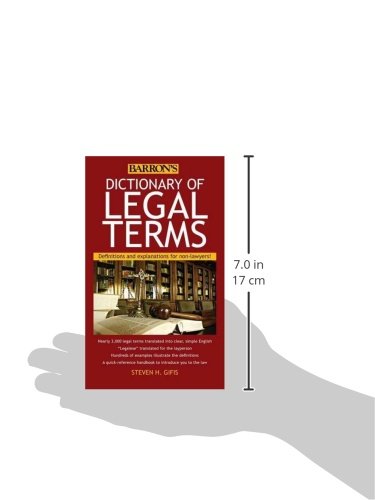 BARRON'S
DICTIONARY OF
LEGAL
TERMS
Definitions and explanations for non-lawyers!
Nearly 3,000 legal terms translated into clear, simple English
"Legalese" translated for the layperson
Hundreds of examples illustrate the definitions
A quick-reference handbook to introduce you to the law
STEVEN H. GIFIS
7.0 in
17 cm